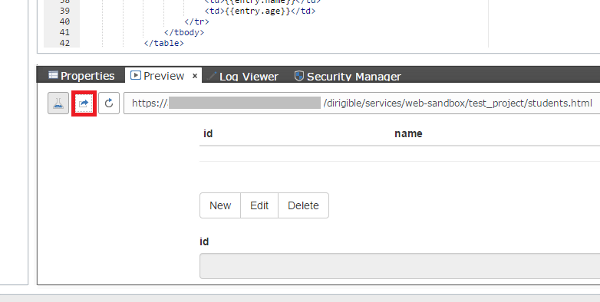 38 <td>{{entry.name}}</td>
39 <td>{{entry.age}}</td>
40 </tr>
41 </tbody>
42 </table>
Properties Preview × Log Viewer Security Manager
https:// /dirigible/services/web-sandbox/test_project/students.html
id name
New Edit Delete
id